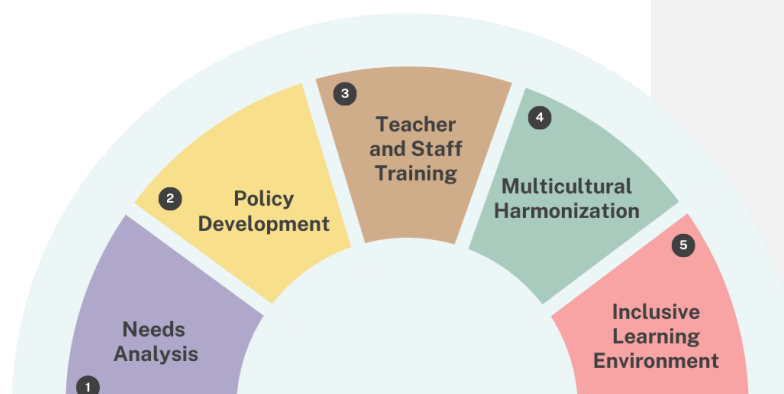 1
Needs
Analysis
2
Policy
Development
3
Teacher
and Staff
Training
4
Multicultural
Harmonization
5
Inclusive
Learning
Environment